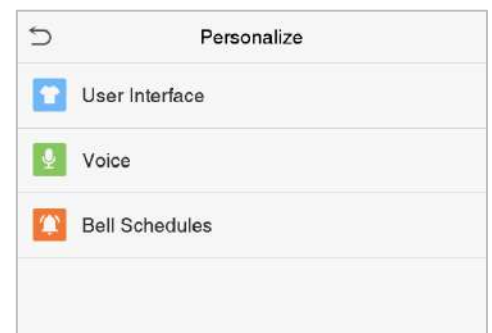 Personalize
User Interface
Voice
Bell Schedules